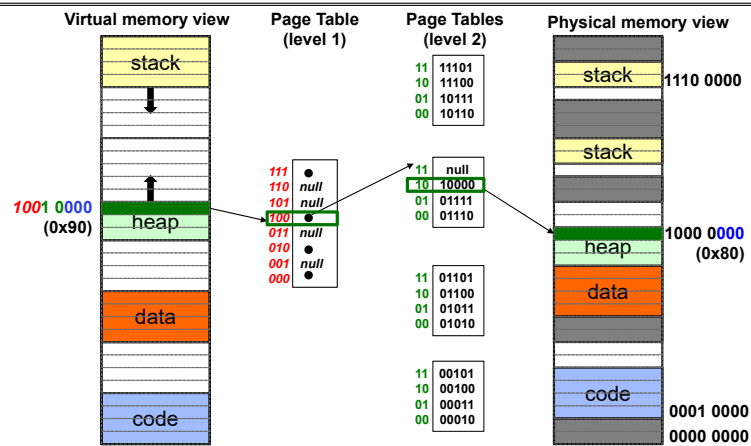 Virtual memory view
stack
1001 0000
(0x90)
heap
data
code
Page Table
(level 1)
111
110 null
101 null
100
011 null
010
001 null
000
Page Tables
(level 2)
11 11101
10 11100
01 10111
00 10110
11 null
10 10000
01 01111
00 01110
11 01101
10 01100
01 01011
00 01010
11 00101
10 00100
01 00011
00 00010
Physical memory view
stack
1110 0000
stack
1000 0000
(0x80)
heap
data
code
0001 0000
0000 0000